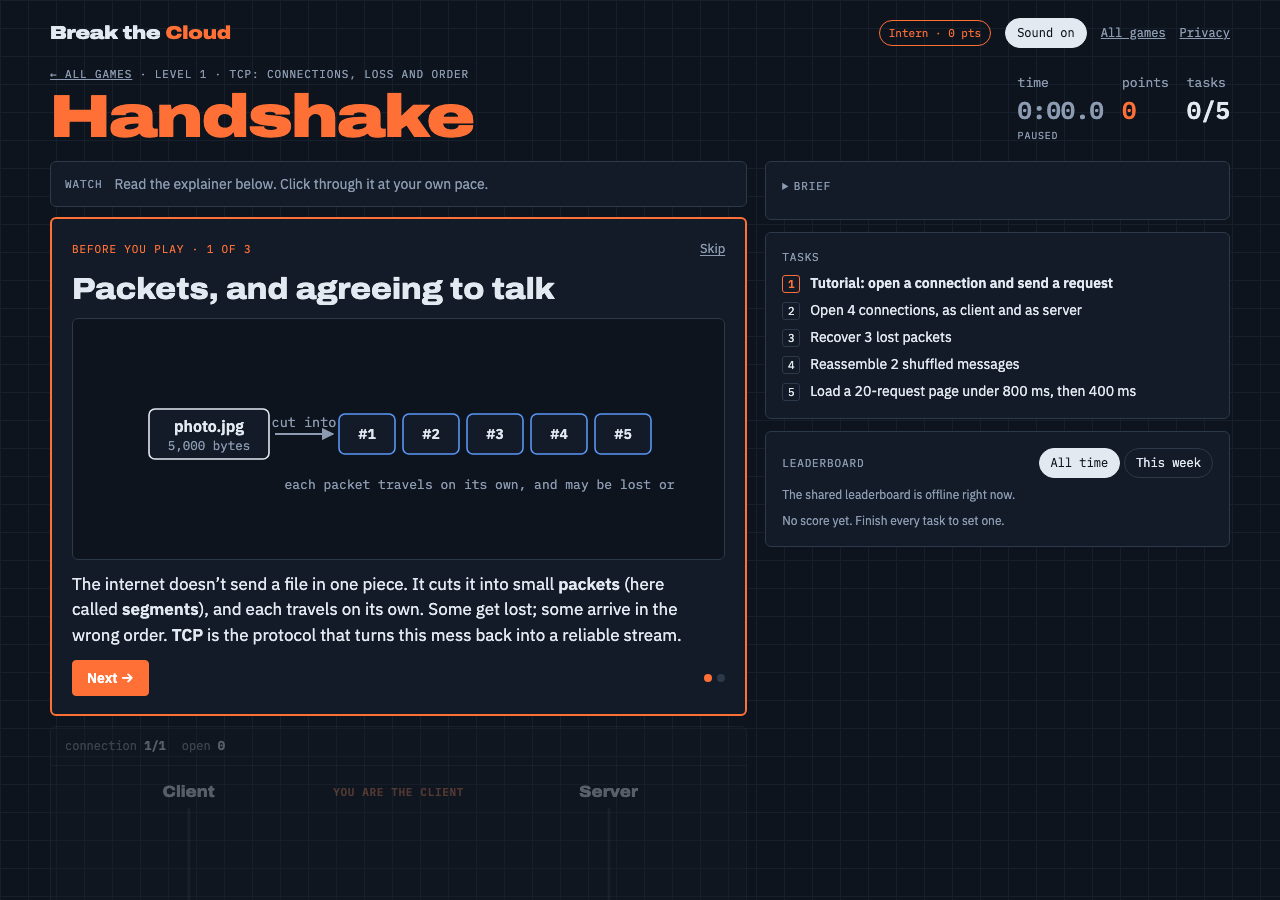 Break the Cloud
Intern · 0 pts
Sound on
All games
Privacy
← ALL GAMES · LEVEL 1 · TCP: CONNECTIONS, LOSS AND ORDER
Handshake
time
0:00.0
PAUSED
points
0
tasks
0/5
WATCH Read the explainer below. Click through it at your own pace.
BEFORE YOU PLAY · 1 OF 3
Skip
Packets, and agreeing to talk
photo.jpg
5,000 bytes
cut into
#1
#2
#3
#4
#5
each packet travels on its own, and may be lost or
The internet doesn’t send a file in one piece. It cuts it into small packets (here
called segments), and each travels on its own. Some get lost; some arrive in the
wrong order. TCP is the protocol that turns this mess back into a reliable stream.
Next →
connection 1/1 open 0
Client
YOU ARE THE CLIENT
Server
▶ BRIEF
TASKS
1 Tutorial: open a connection and send a request
2 Open 4 connections, as client and as server
3 Recover 3 lost packets
4 Reassemble 2 shuffled messages
5 Load a 20-request page under 800 ms, then 400 ms
LEADERBOARD
All time
This week
The shared leaderboard is offline right now.
No score yet. Finish every task to set one.